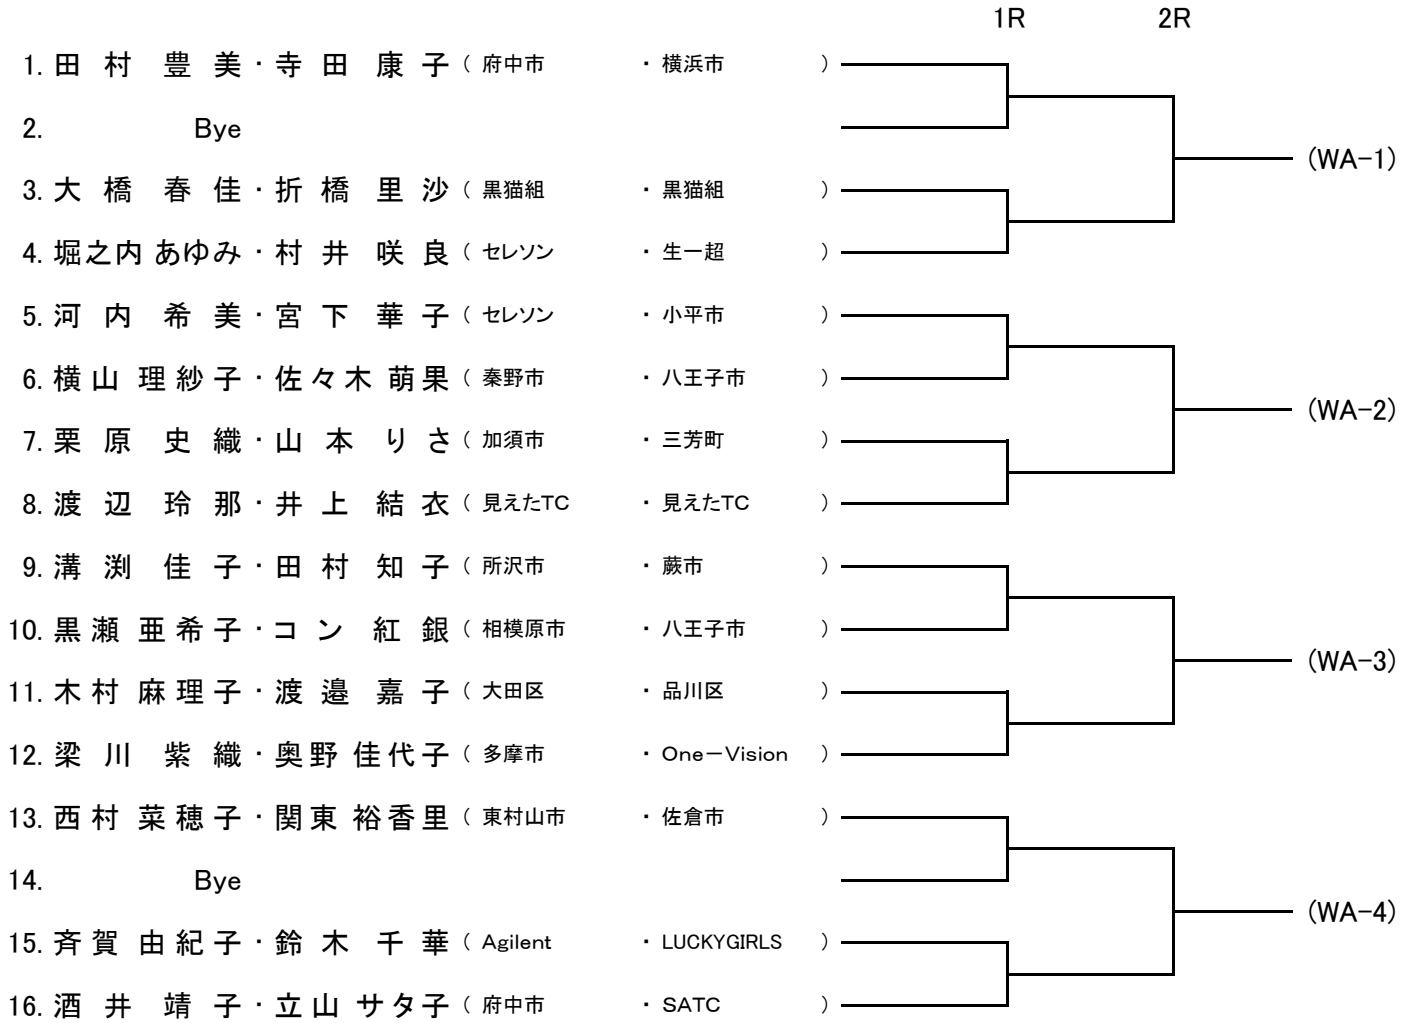 1R 2R
1. 田村 豊美・寺田 康子 ( 府中市 ・ 横浜市 )
2. Bye
(WA-1)
3. 大橋 春佳・折橋 里沙 ( 黒猫組 ・ 黒猫組 )
4. 堀之内 あゆみ・村井 咲良 ( セレソン ・ 生一超 )
5. 河内 希美・宮下 華子 ( セレソン ・ 小平市 )
6. 横山 理紗子・佐々木 萌果 ( 秦野市 ・ 八王子市 )
(WA-2)
7. 栗原 史織・山本 りさ ( 加須市 ・ 三芳町 )
8. 渡辺 玲那・井上 結衣 ( 見えたTC ・ 見えたTC )
9. 溝渕 佳子・田村 知子 ( 所沢市 ・ 蕨市 )
10. 黒瀬 亜希子・コン 紅銀 ( 相模原市 ・ 八王子市 )
(WA-3)
11. 木村 麻理子・渡邉 嘉子 ( 大田区 ・ 品川区 )
12. 梁川 紫織・奥野 佳代子 ( 多摩市 ・ One－Vision )
13. 西村 菜穂子・関東 裕香里 ( 東村山市 ・ 佐倉市 )
14. Bye
(WA-4)
15. 斉賀 由紀子・鈴木 千華 ( Agilent ・ LUCKYGIRLS )
16. 酒井 靖子・立山 サタ子 ( 府中市 ・ SATC )